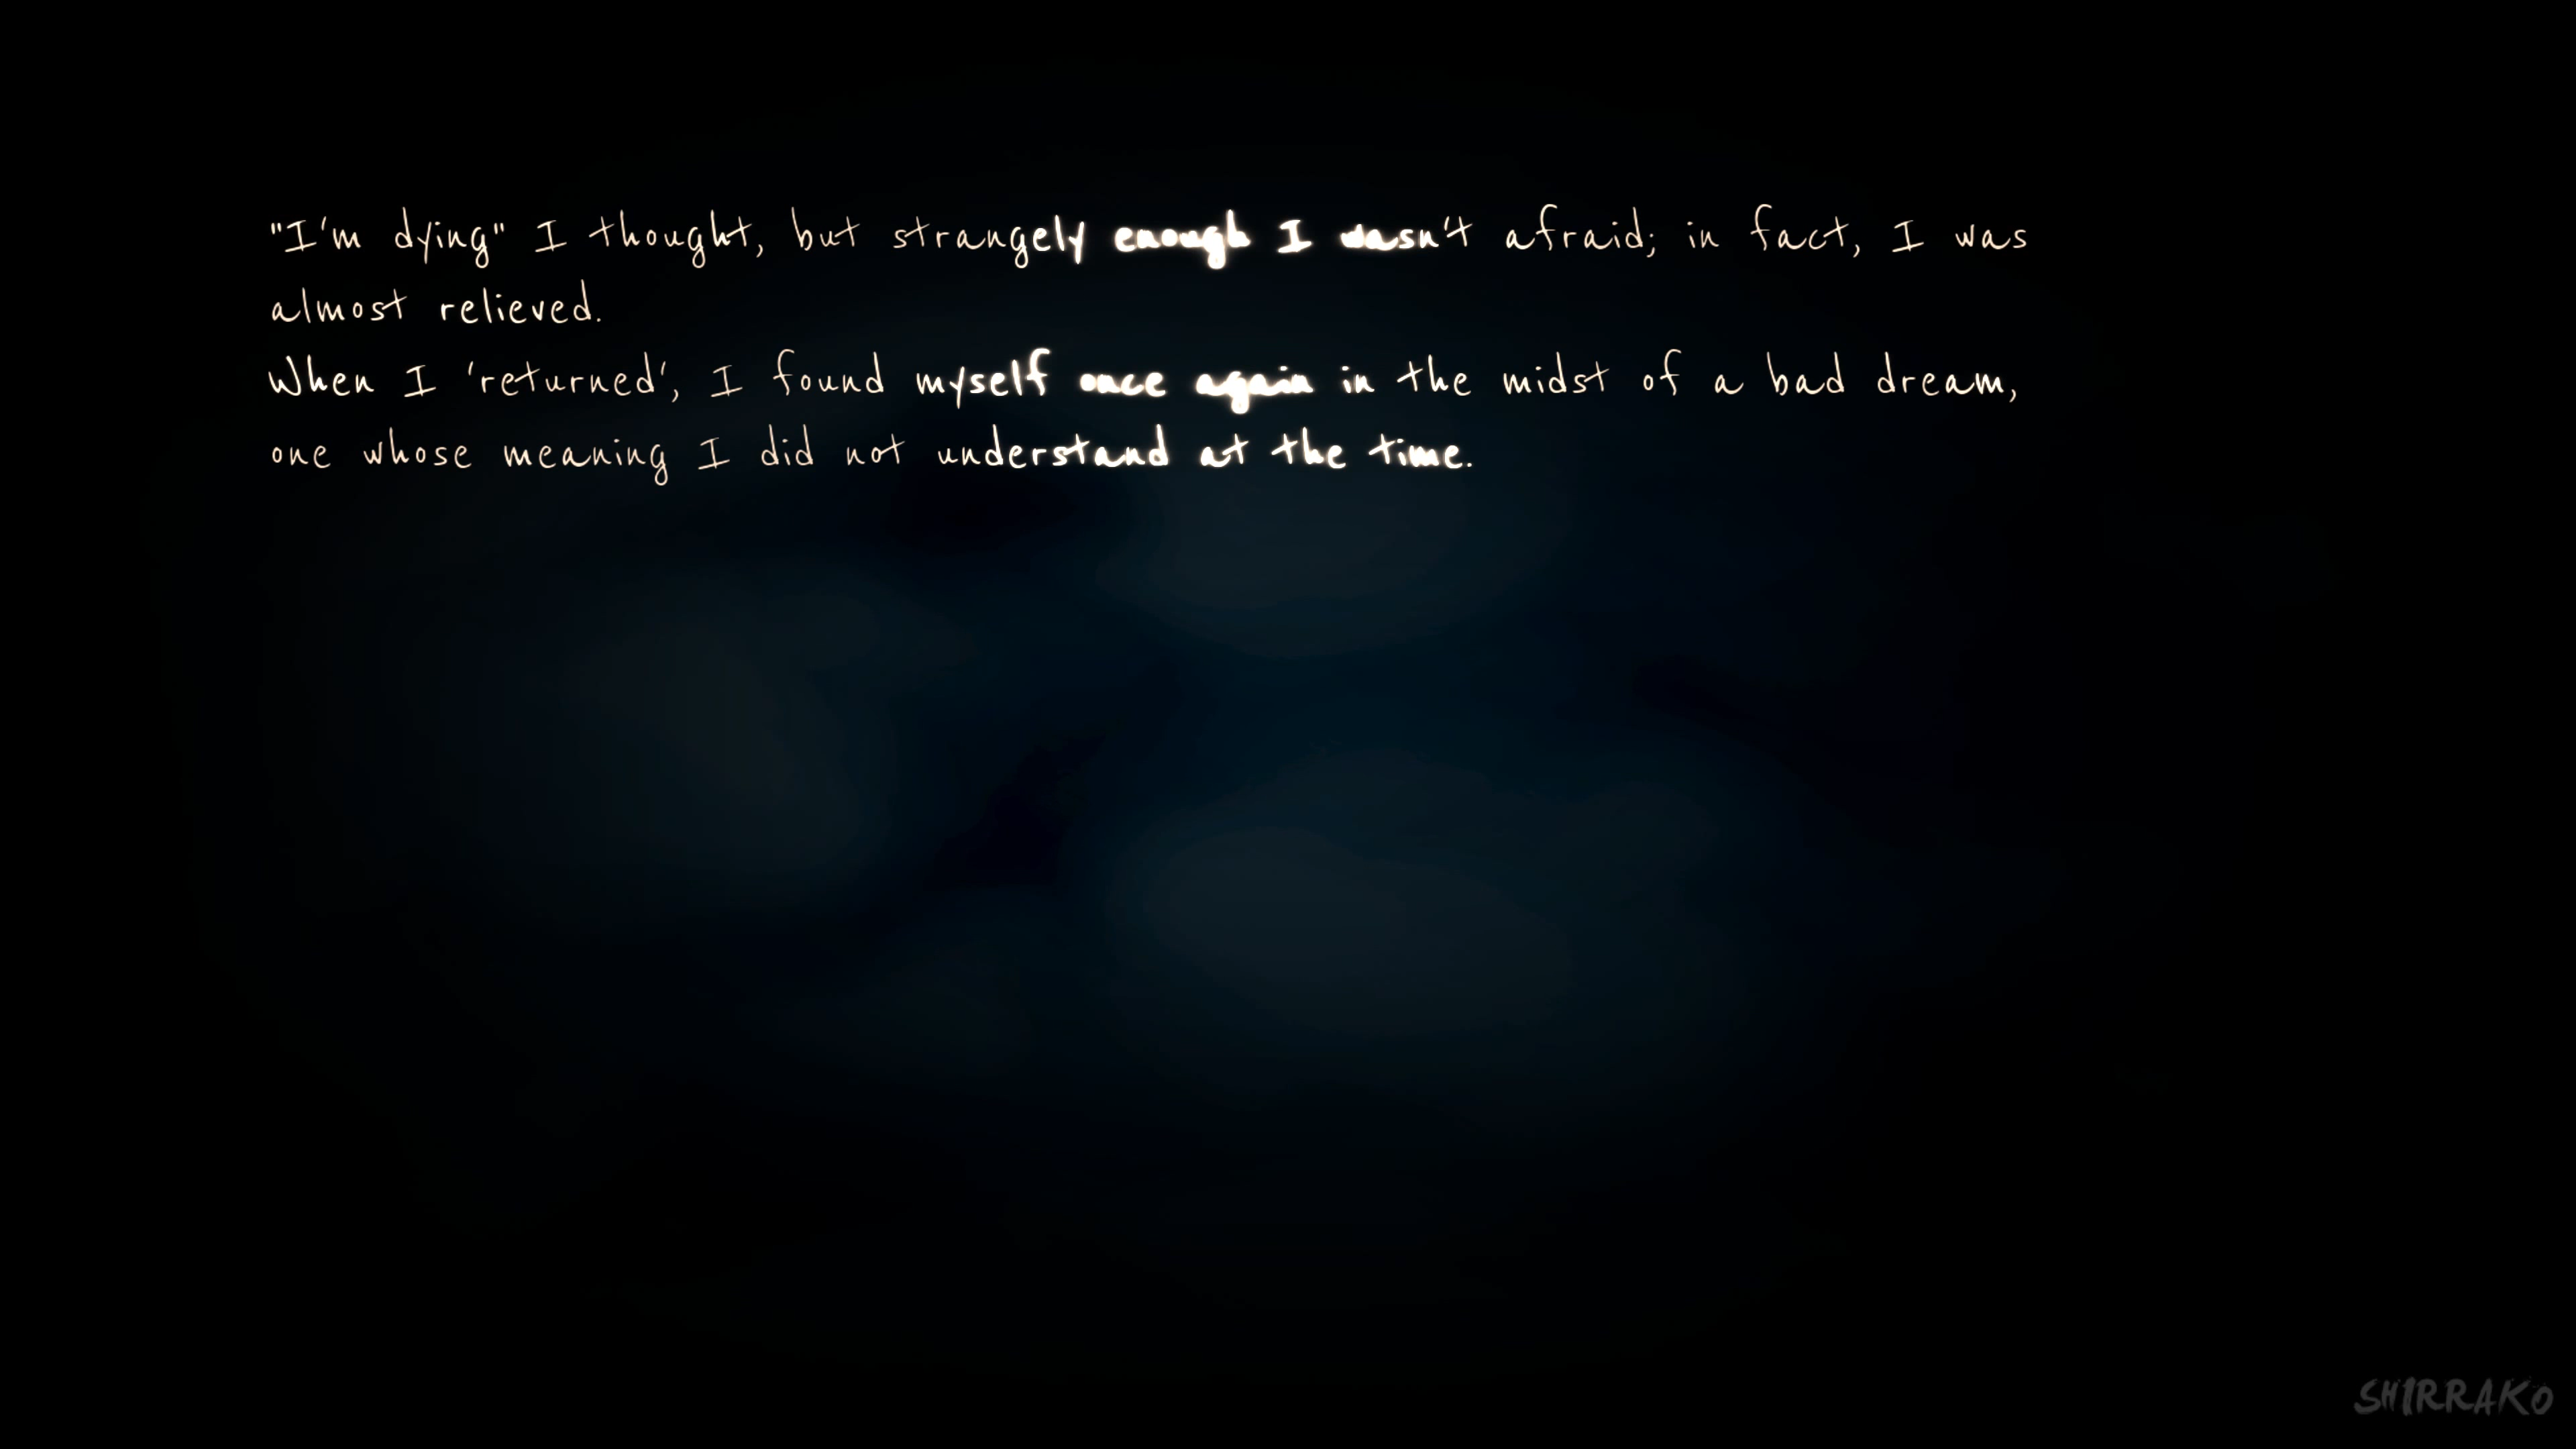 "I'm dying" I thought, but strangely enough I wasn't afraid; in fact, I was
almost relieved.
When I 'returned', I found myself once again in the midst of a bad dream,
one whose meaning I did not understand at the time.
SHIRRAKO